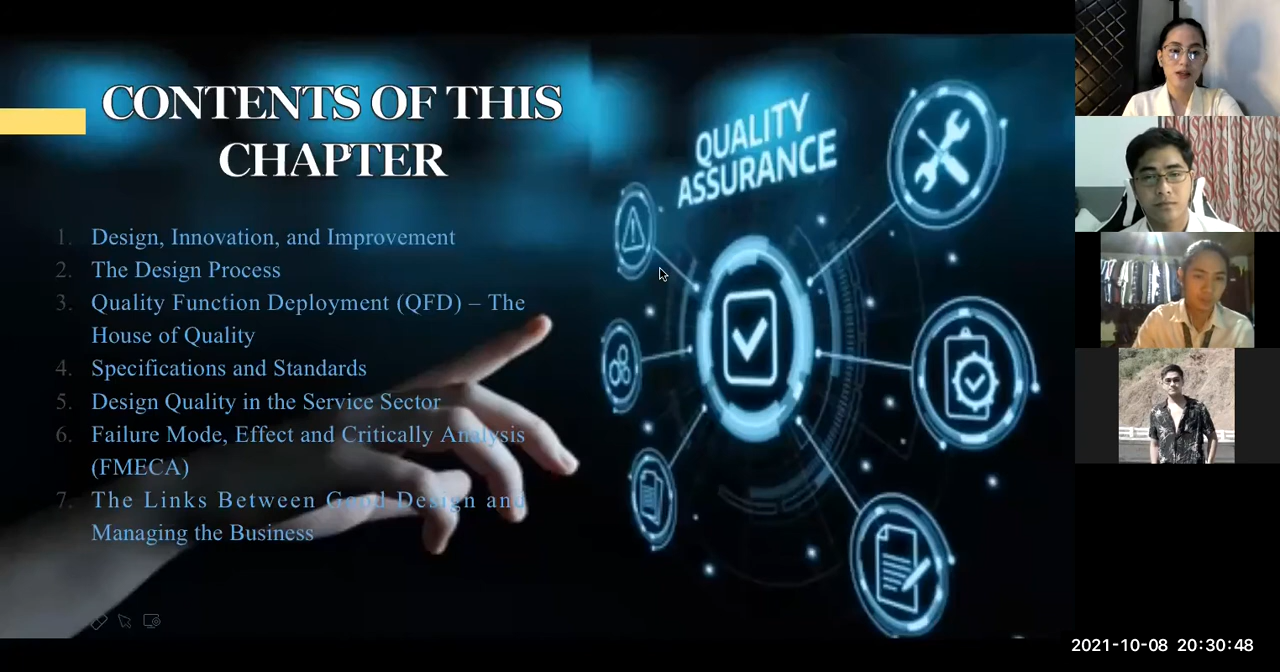 CONTENTS OF THIS
CHAPTER
1. Design, Innovation, and Improvement
2. The Design Process
3. Quality Function Deployment (QFD) – The
House of Quality
4. Specifications and Standards
5. Design Quality in the Service Sector
6. Failure Mode, Effect and Critically Analysis
(FMECA)
7. The Links Between Good Design and
Managing the Business
QUALITY
ASSURANCE
2021-10-08 20:30:48